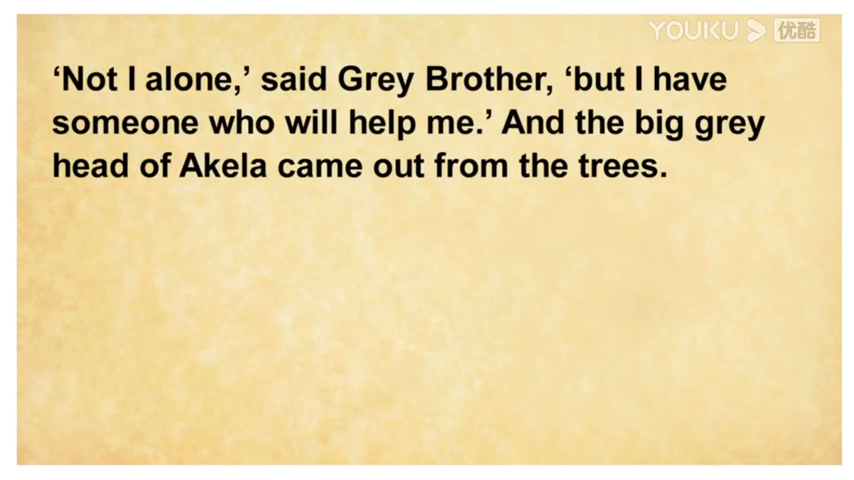 YOUKU 优酷
‘Not I alone,’ said Grey Brother, ‘but I have
someone who will help me.’ And the big grey
head of Akela came out from the trees.